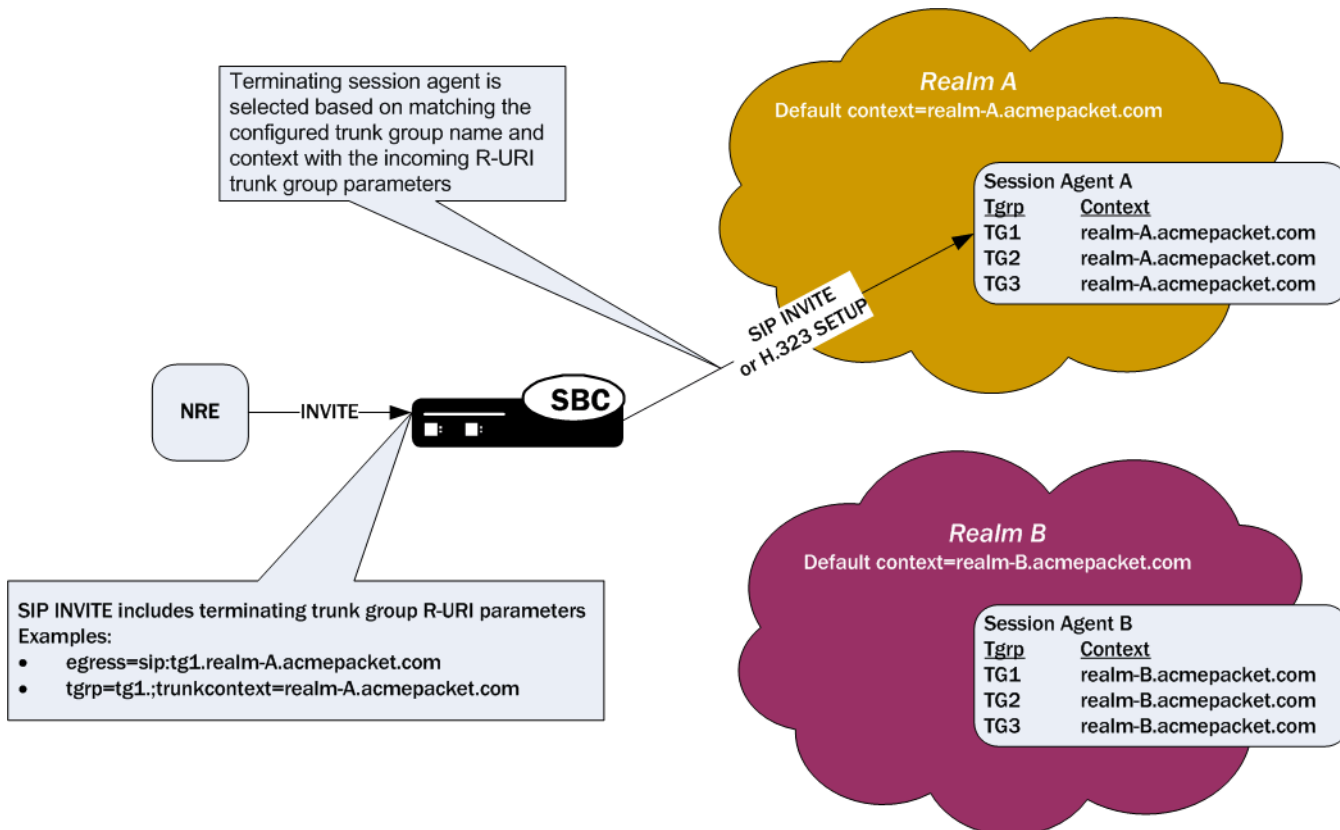 Terminating session agent is
selected based on matching the
configured trunk group name and
context with the incoming R-URI
trunk group parameters
Realm A
Default context=realm-A.acmepacket.com
Session Agent A
Tgrp Context
TG1 realm-A.acmepacket.com
TG2 realm-A.acmepacket.com
TG3 realm-A.acmepacket.com
SIP INVITE
or H.323 SETUP
NRE
INVITE
SBC
Realm B
Default context=realm-B.acmepacket.com
Session Agent B
Tgrp Context
TG1 realm-B.acmepacket.com
TG2 realm-B.acmepacket.com
TG3 realm-B.acmepacket.com
SIP INVITE includes terminating trunk group R-URI parameters
Examples:
• egress=sip:tg1.realm-A.acmepacket.com
• tgrp=tg1.;trunkcontext=realm-A.acmepacket.com